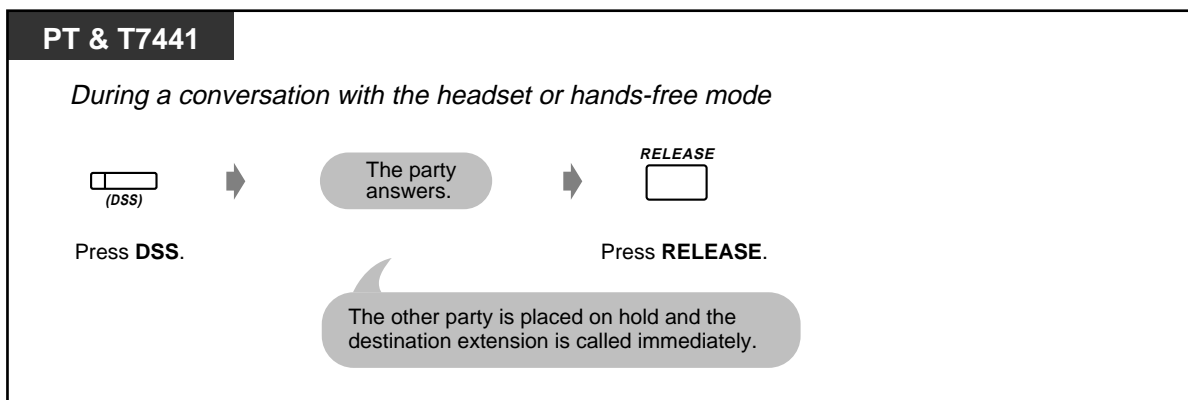 PT & T7441
During a conversation with the headset or hands-free mode
(DSS)
The party
answers.
RELEASE
Press DSS.
Press RELEASE.
The other party is placed on hold and the
destination extension is called immediately.